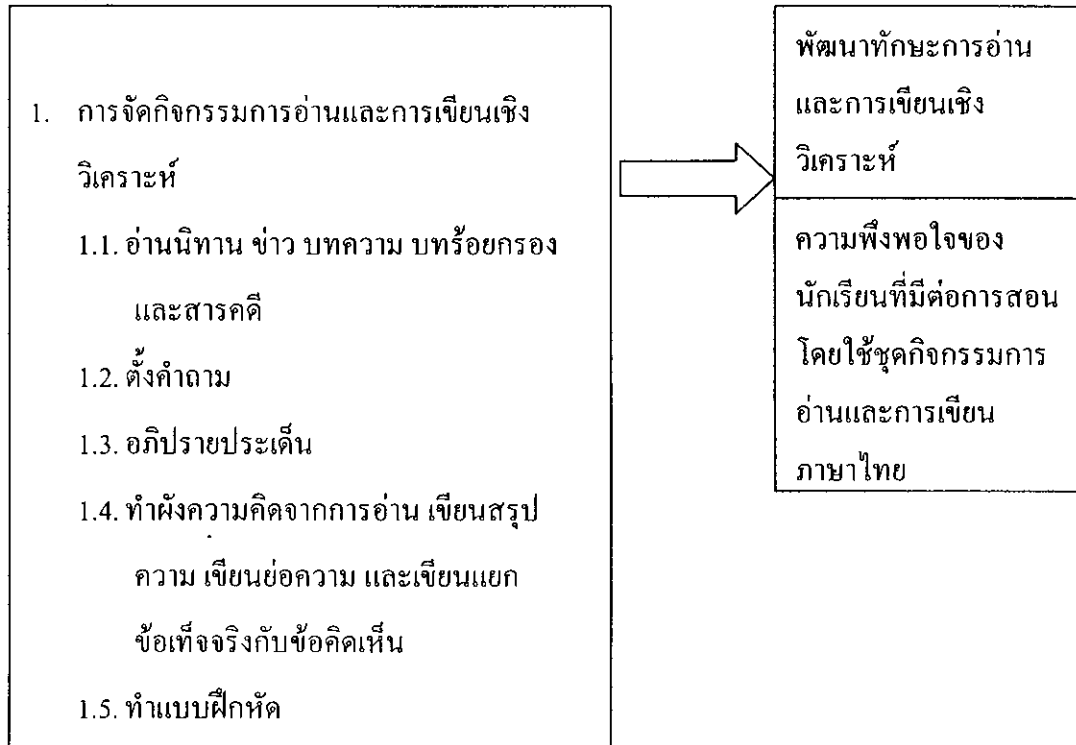 1. การจัดกิจกรรมการอ่านและการเขียนเชิง
วิเคราะห์
1.1. อ่านนิทาน ข่าว บทความ บทร้อยกรอง
และสารคดี
1.2. ตั้งคำถาม
1.3. อภิปรายประเด็น
1.4. ทำผังความคิดจากการอ่าน เขียนสรุป
ความ เขียนย่อความ และเขียนแยก
ข้อเท็จจริงกับข้อคิดเห็น
1.5. ทำแบบฝึกหัด
พัฒนาทักษะการอ่าน
และการเขียนเชิง
วิเคราะห์
ความพึงพอใจของ
นักเรียนที่มีต่อการสอน
โดยใช้ชุดกิจกรรมการ
อ่านและการเขียน
ภาษาไทย